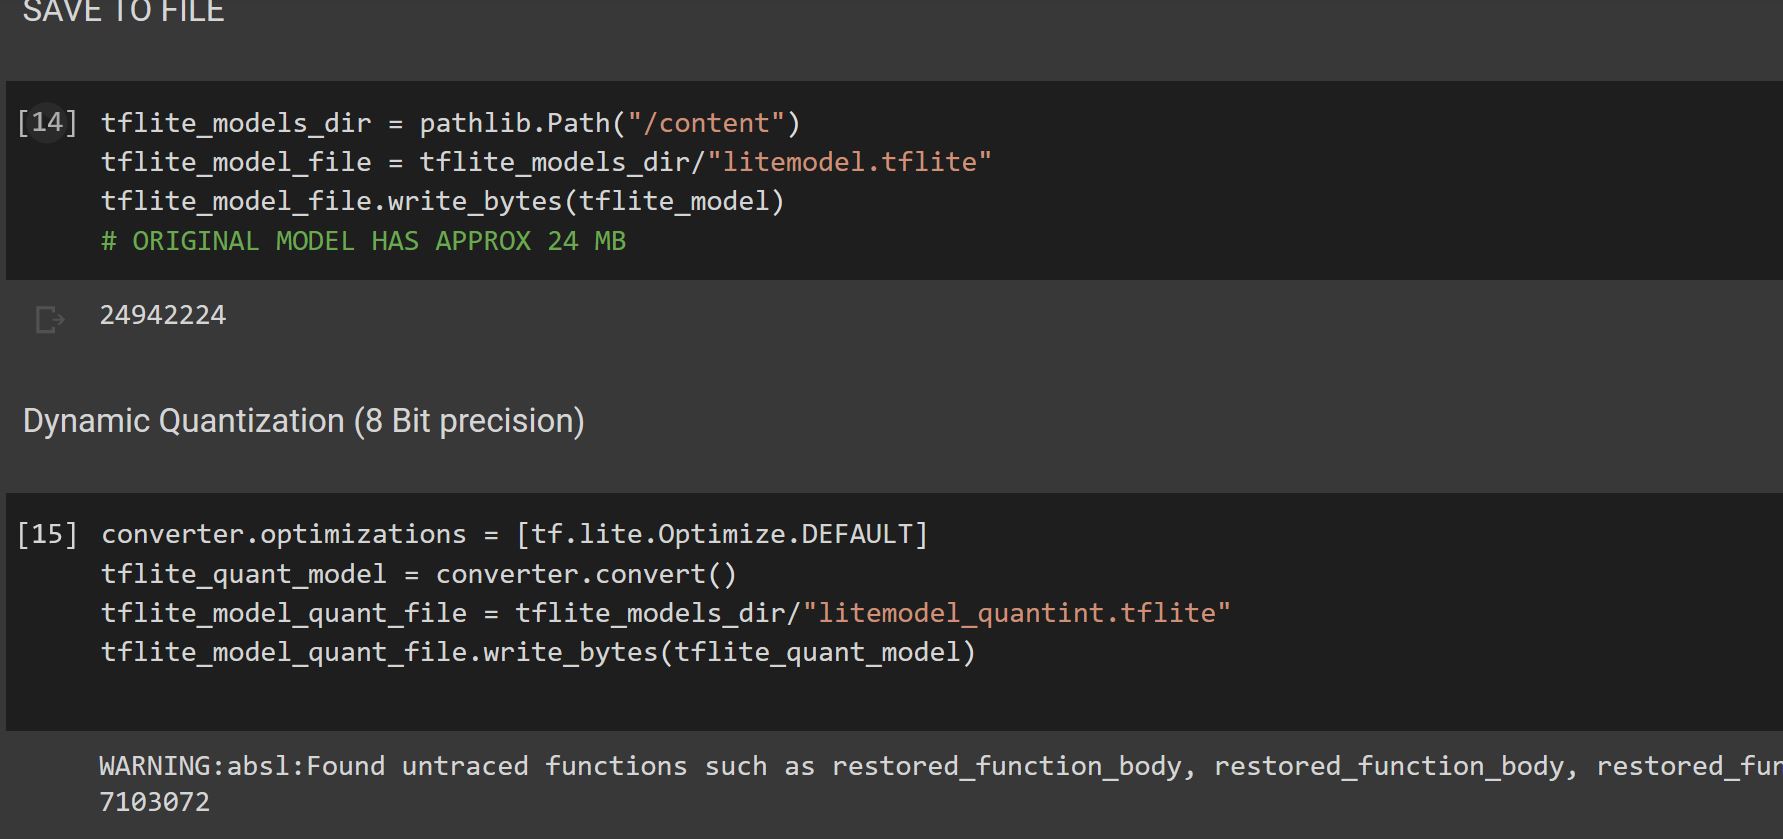 SAVE TO FILE
[14] tflite_models_dir = pathlib.Path("/content")
tflite_model_file = tflite_models_dir/"litemodel.tflite"
tflite_model_file.write_bytes(tflite_model)
# ORIGINAL MODEL HAS APPROX 24 MB
24942224
Dynamic Quantization (8 Bit precision)
[15] converter.optimizations = [tf.lite.Optimize.DEFAULT]
tflite_quant_model = converter.convert()
tflite_model_quant_file = tflite_models_dir/"litemodel_quantint.tflite"
tflite_model_quant_file.write_bytes(tflite_quant_model)
WARNING:absl:Found untraced functions such as restored_function_body, restored_function_body, restored_fun
7103072